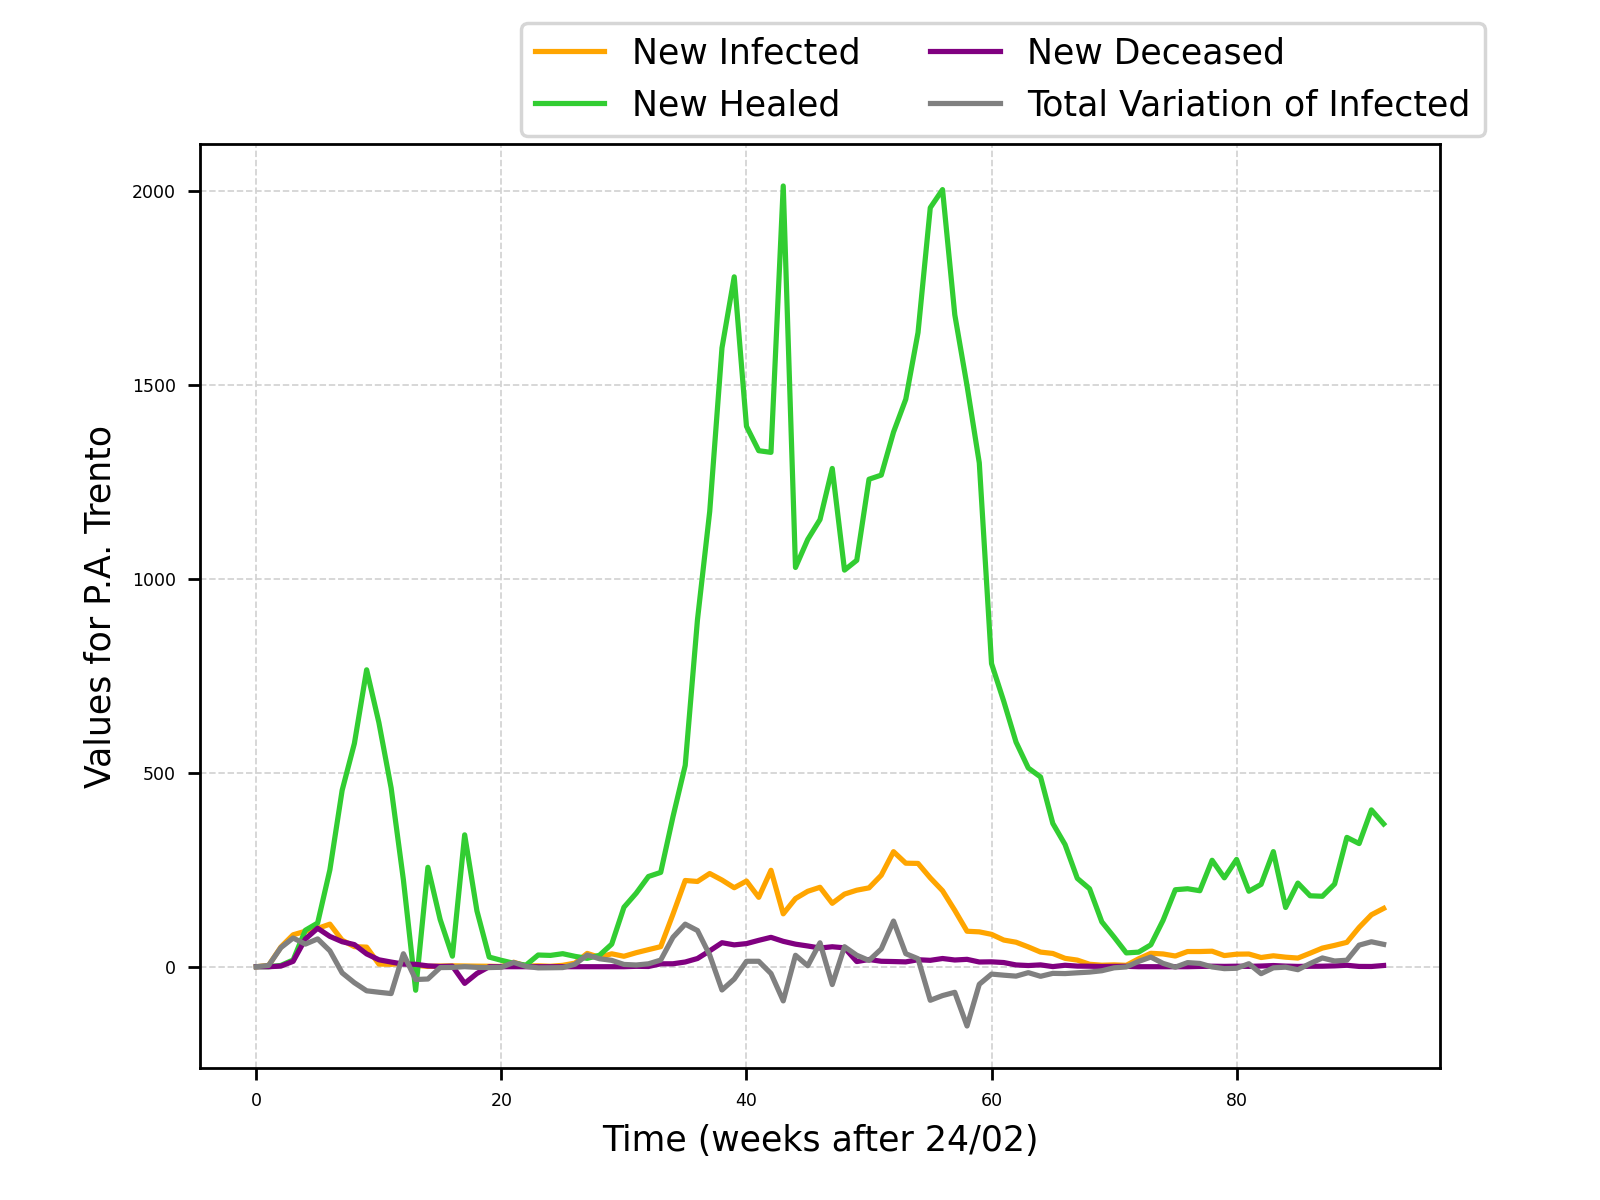 New Infected
New Healed
New Deceased
Total Variation of Infected
Values for P.A. Trento
2000
1500
1000
500
0
0 20 40 60 80
Time (weeks after 24/02)